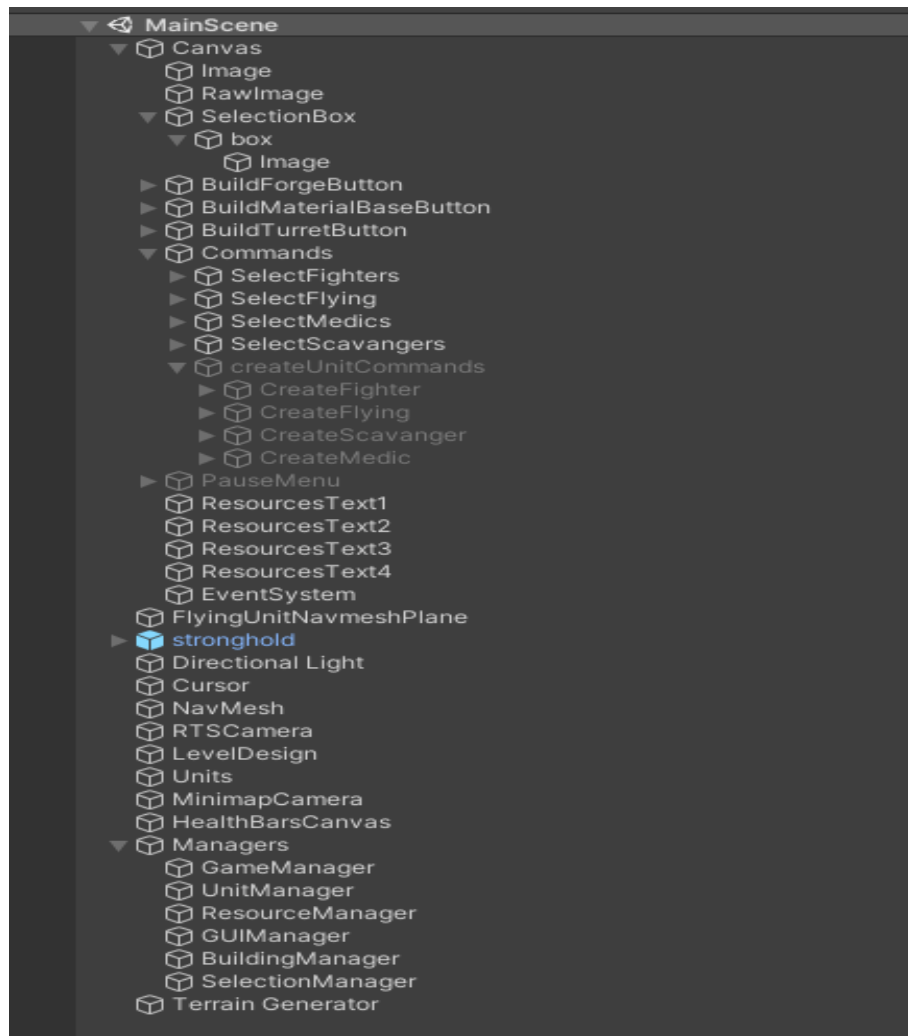 MainScene
Canvas
Image
RawImage
SelectionBox
box
Image
BuildForgeButton
BuildMaterialBaseButton
BuildTurretButton
Commands
SelectFighters
SelectFlying
SelectMedics
SelectScavangers
createUnitCommands
CreateFighter
CreateFlying
CreateScavanger
CreateMedic
PauseMenu
ResourcesText1
ResourcesText2
ResourcesText3
ResourcesText4
EventSystem
FlyingUnitNavmeshPlane
stronghold
Directional Light
Cursor
NavMesh
RTSCamera
LevelDesign
Units
MinimapCamera
HealthBarsCanvas
Managers
GameManager
UnitManager
ResourceManager
GUIManager
BuildingManager
SelectionManager
Terrain Generator